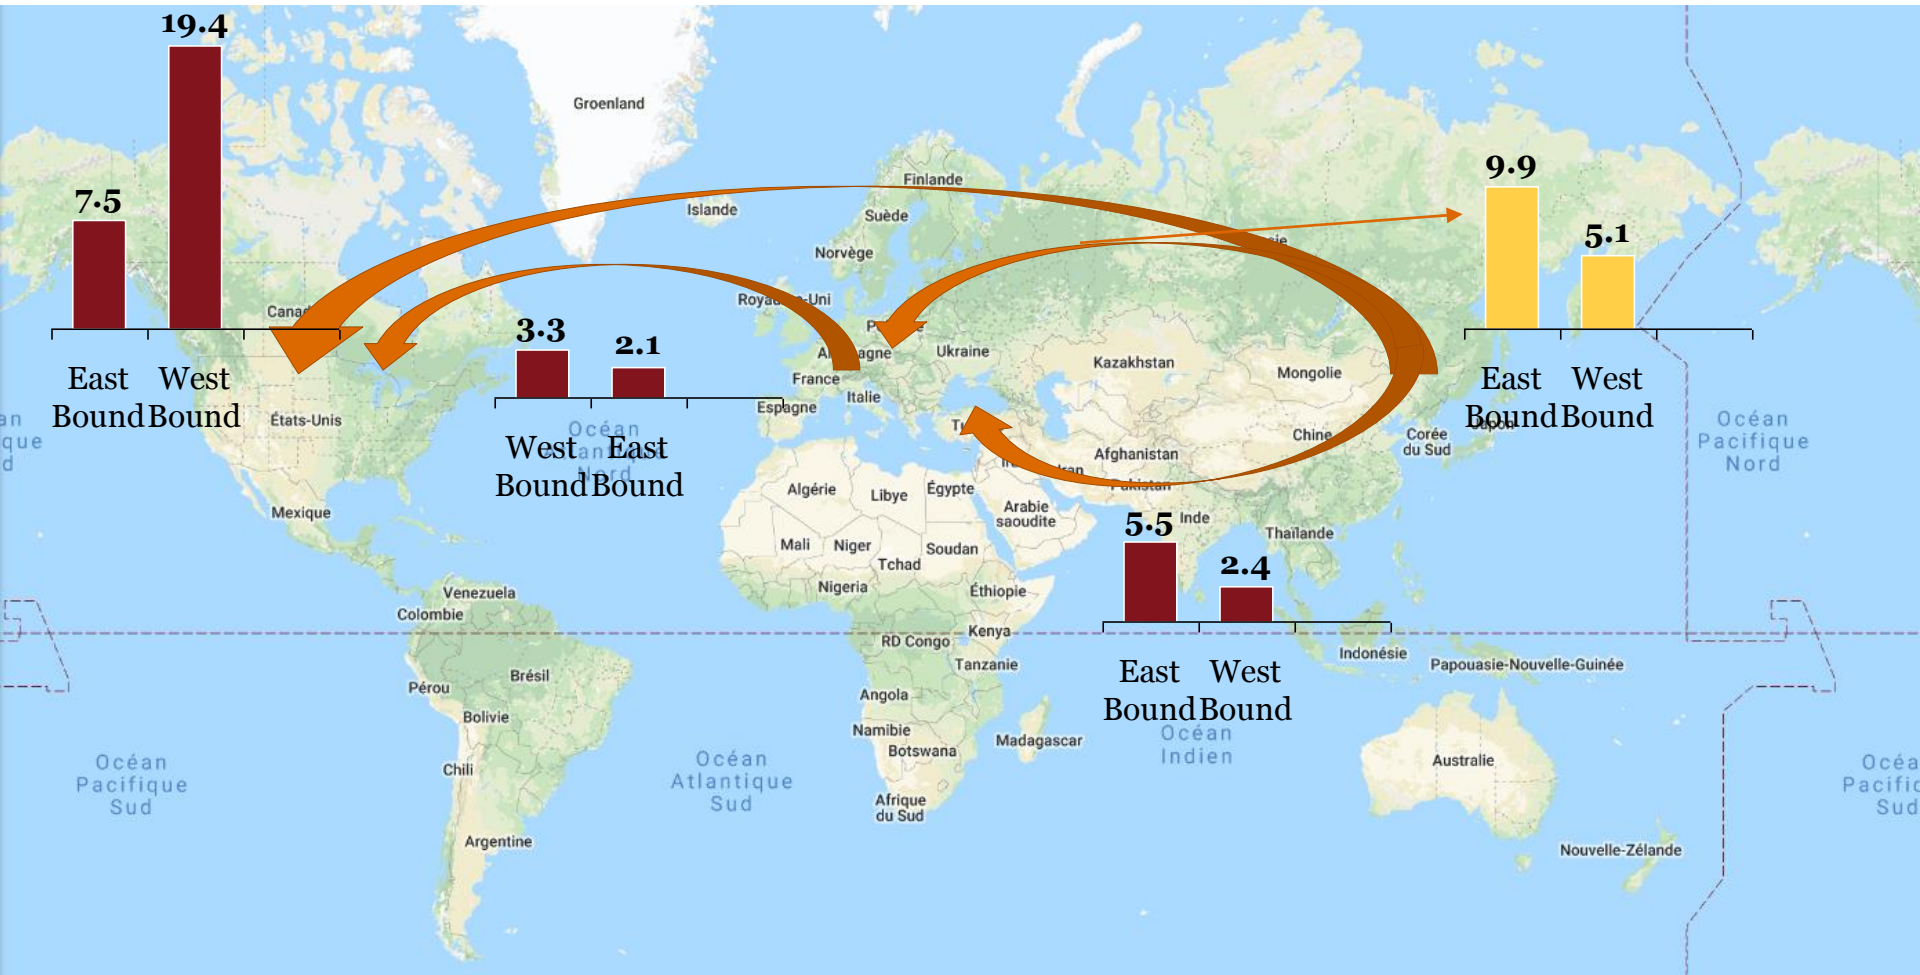 19.4
7.5
East West
Bound Bound
3.3
2.1
West East
Bound Bound
9.9
5.1
East West
Bound Bound
5.5
2.4
East West
Bound Bound
Groenland
Islande
Finlande
Suède
Norvège
Ukraine
France
Italie
Espagne
Kazakhstan
Mongolie
Chine
Corée
du Sud
Japon
Afghanistan
Pakistan
Inde
Thaïlande
États-Unis
Mexique
Océan
Nord
Algérie
Libye
Égypte
Arabie
saoudite
Mali
Niger
Tchad
Soudan
Nigeria
Éthiopie
Venezuela
Colombie
RD Congo
Kenya
Tanzanie
Indonésie
Papouasie-Nouvelle-Guinée
Pérou
Brésil
Angola
Bolivie
Namibie
Botswana
Madagascar
Chili
Afrique
du Sud
Argentine
Australie
Nouvelle-Zélande
Océan
Pacifique
Nord
Océan
Pacifique
Sud
Océan
Atlantique
Sud
Océan
Indien
Sud